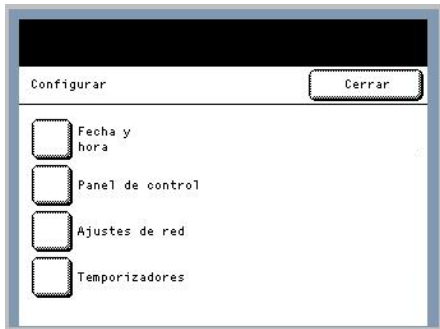 Configurar
Cerrar
Fecha y
hora
Panel de control
Ajustes de red
Temporizadores